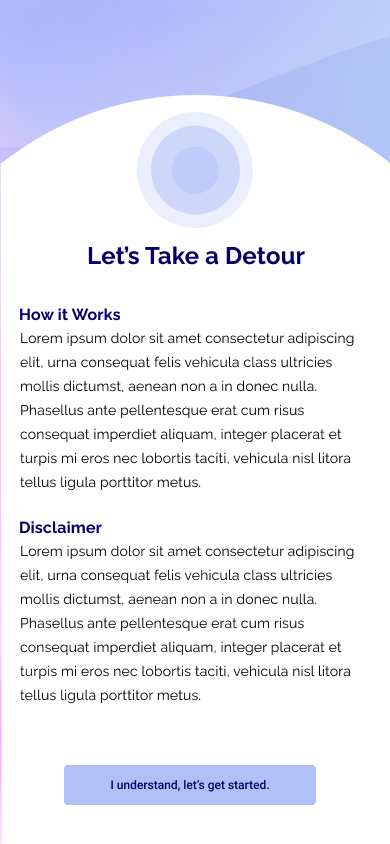 Let’s Take a Detour
How it Works
Lorem ipsum dolor sit amet consectetur adipiscing
elit, urna consequat felis vehicula class ultricies
mollis dictumst, aenean non a in donec nulla.
Phasellus ante pellentesque erat cum risus
consequat imperdiet aliquam, integer placerat et
turpis mi eros nec lobortis taciti, vehicula nisl litora
tellus ligula porttitor metus.
Disclaimer
Lorem ipsum dolor sit amet consectetur adipiscing
elit, urna consequat felis vehicula class ultricies
mollis dictumst, aenean non a in donec nulla.
Phasellus ante pellentesque erat cum risus
consequat imperdiet aliquam, integer placerat et
turpis mi eros nec lobortis taciti, vehicula nisl litora
tellus ligula porttitor metus.
I understand, let’s get started.